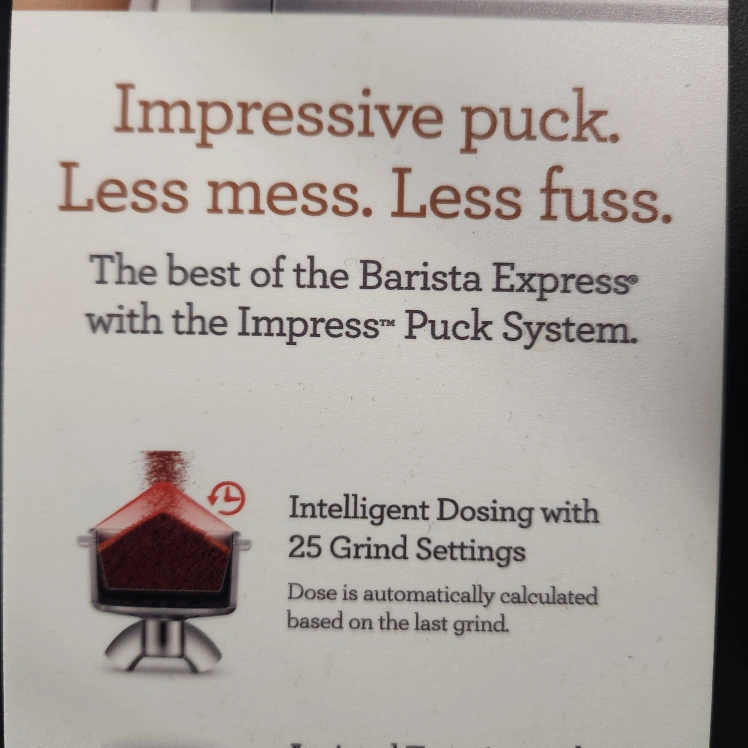 Impressive puck.
Less mess. Less fuss.
The best of the Barista Express®
with the Impress™ Puck System.
Intelligent Dosing with
25 Grind Settings
Dose is automatically calculated
based on the last grind.